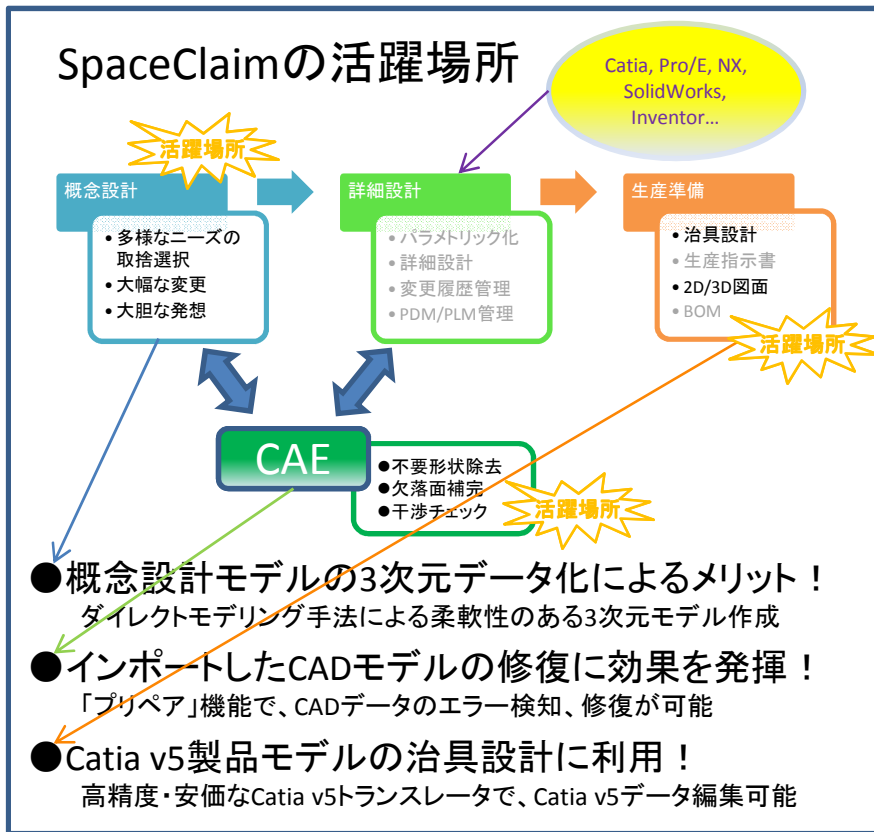 SpaceClaimの活躍場所
Catia, Pro/E, NX,
SolidWorks,
Inventor…
活躍場所
概念設計
• 多様なニーズの
取捨選択
• 大幅な変更
• 大胆な発想
詳細設計
• パラメトリック化
• 詳細設計
• 変更履歴管理
• PDM/PLM管理
生産準備
• 治具設計
• 生産指示書
• 2D/3D図面
• BOM
活躍場所
CAE
●不要形状除去
●欠落面補完
●干渉チェック
活躍場所
●概念設計モデルの3次元データ化によるメリット！
ダイレクトモデリング手法による柔軟性のある3次元モデル作成
●インポートしたCADモデルの修復に効果を発揮！
「プリペア」機能で、CADデータのエラー検知、修復が可能
●Catia v5製品モデルの治具設計に利用！
高精度・安価なCatia v5トランスレータで、Catia v5データ編集可能